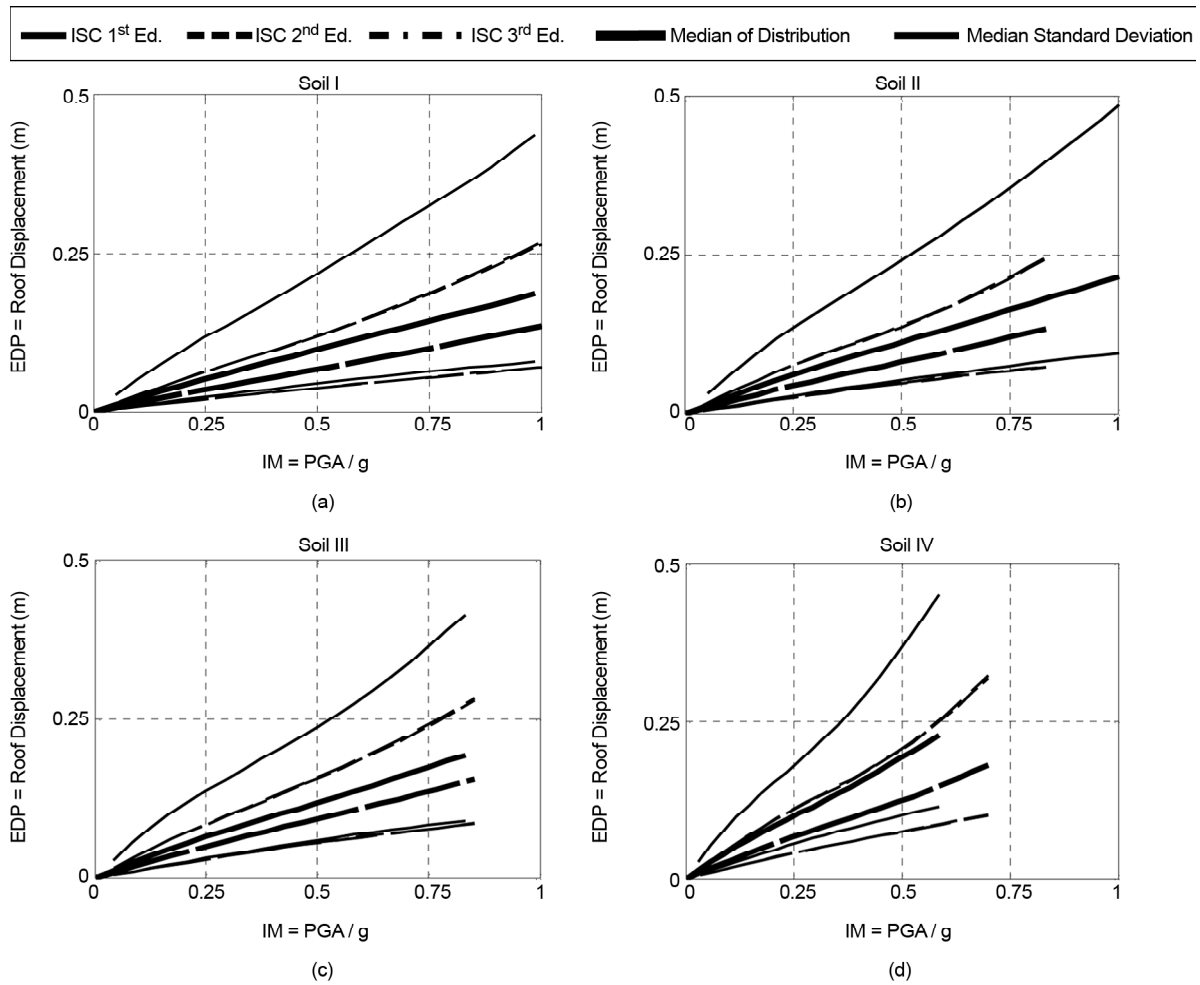 ISC 1st Ed. ISC 2nd Ed. ISC 3rd Ed. Median of Distribution Median Standard Deviation
Soil I
EDP = Roof Displacement (m)
0.5
0.25
0
0 0.25 0.5 0.75 1
IM = PGA / g
(a)
Soil II
EDP = Roof Displacement (m)
0.5
0.25
0
0 0.25 0.5 0.75 1
IM = PGA / g
(b)
Soil III
EDP = Roof Displacement (m)
0.5
0.25
0
0 0.25 0.5 0.75 1
IM = PGA / g
(c)
Soil IV
EDP = Roof Displacement (m)
0.5
0.25
0
0 0.25 0.5 0.75 1
IM = PGA / g
(d)